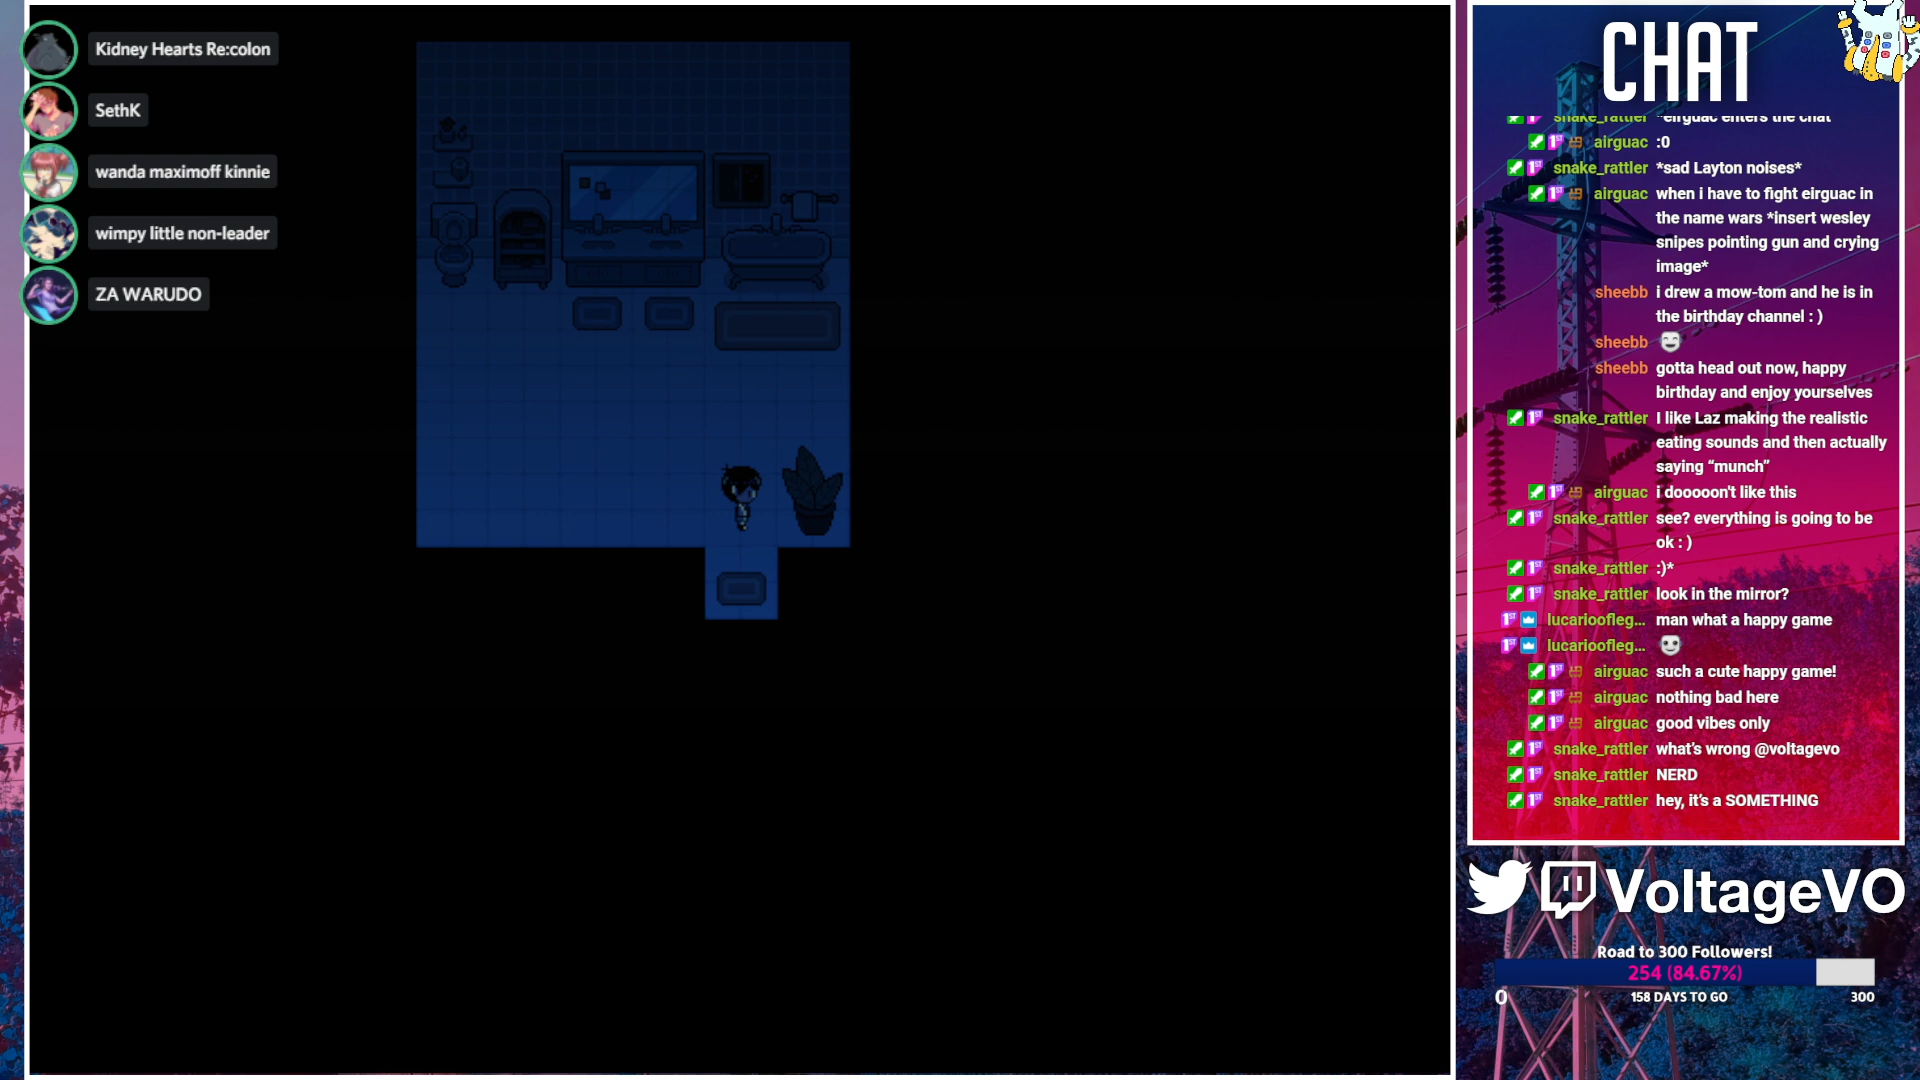 Kidney Hearts Re:colon
SethK
wanda maximoff kinnie
wimpy little non-leader
ZA WARUDO
CHAT
snake_rattler *eirguac enters the chat
airguac :0
snake_rattler *sad Layton noises*
airguac when i have to fight eirguac in
the name wars *insert wesley
snipes pointing gun and crying
image*
sheebb i drew a mow-tom and he is in
the birthday channel : )
sheebb
sheebb gotta head out now, happy
birthday and enjoy yourselves
snake_rattler I like Laz making the realistic
eating sounds and then actually
saying “munch”
airguac i dooooon't like this
snake_rattler see? everything is going to be
ok : )
snake_rattler :)*
snake_rattler look in the mirror?
lucarioofleg... man what a happy game
lucarioofleg...
airguac such a cute happy game!
airguac nothing bad here
airguac good vibes only
snake_rattler what’s wrong @voltagevo
snake_rattler NERD
snake_rattler hey, it’s a SOMETHING
VoltageVO
Road to 300 Followers!
254 (84.67%)
0 158 DAYS TO GO 300